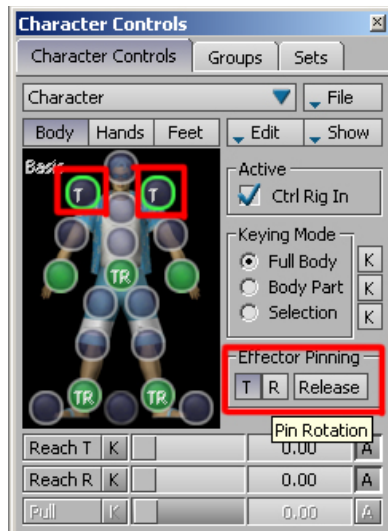 Character Controls
Character Controls Groups Sets
Character File
Body Hands Feet Edit Show
Basic
Active
Ctrl Rig In
T T
Keying Mode
Full Body K
TR
Body Part K
Selection K
Effector Pinning
T R Release
TR TR
Pin Rotation
Reach T K 0.00 A
Reach R K 0.00 A
Pull K 0.00 A